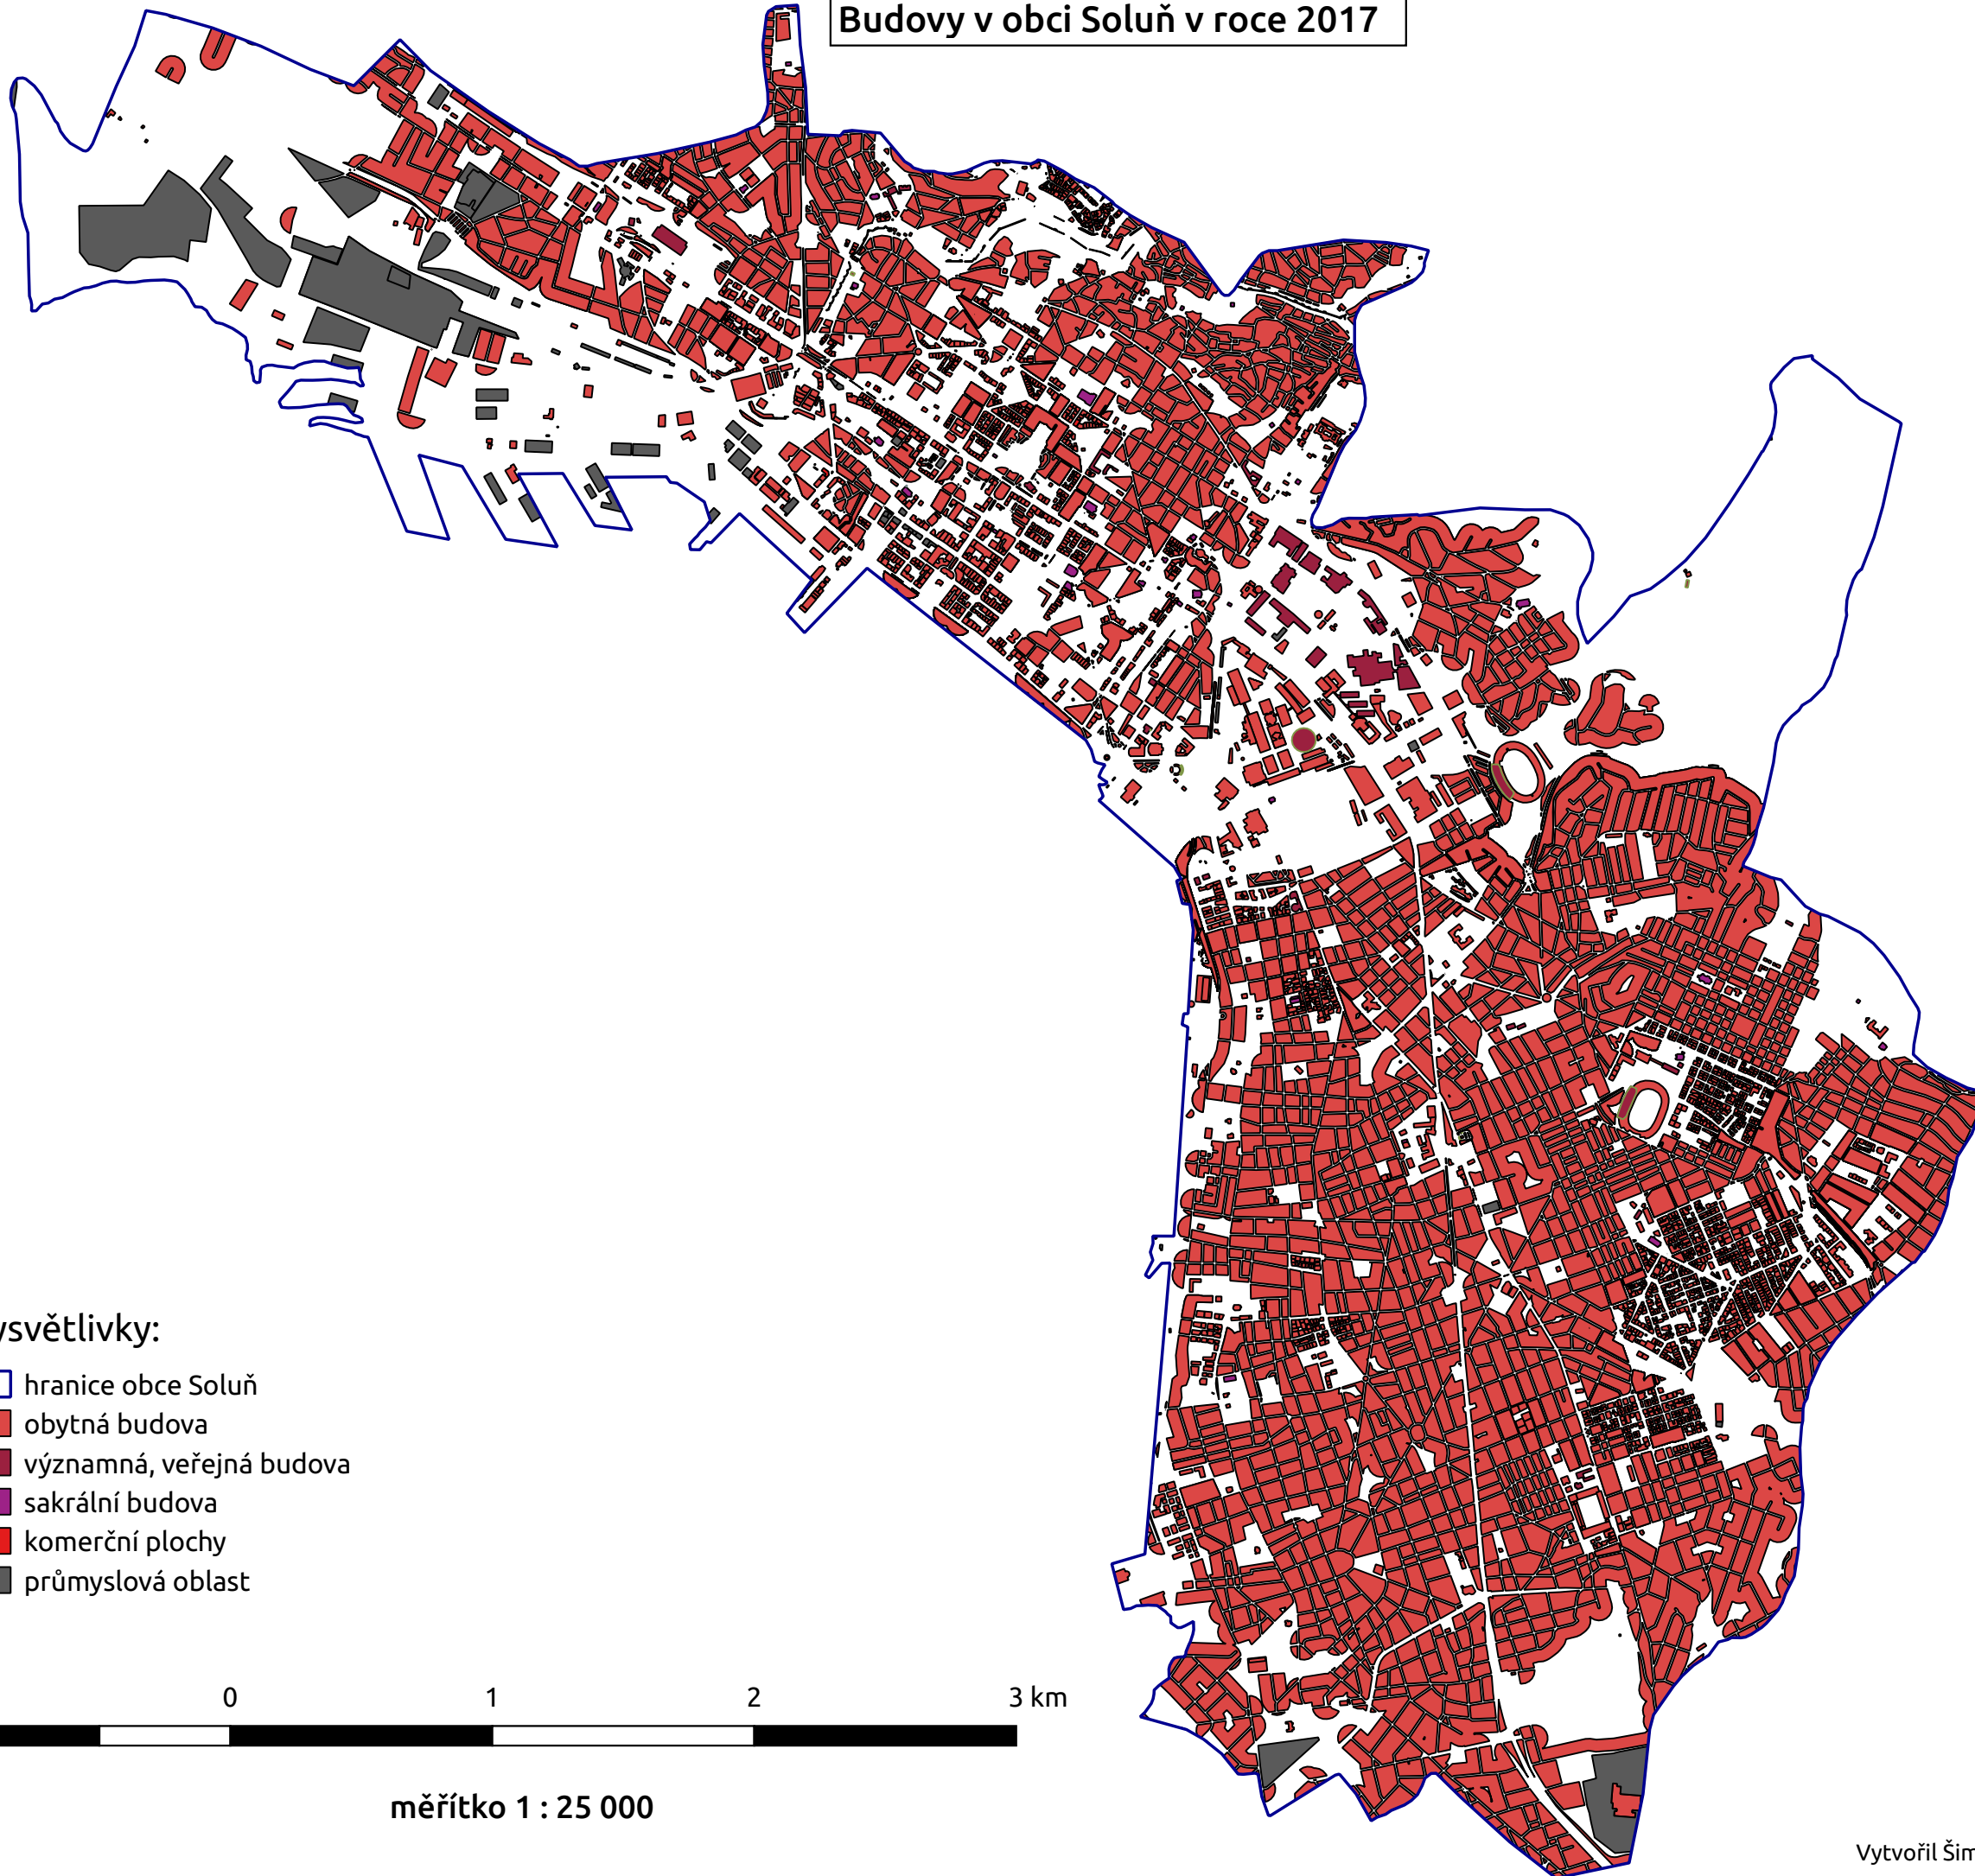 Budovy v obci Soluň v roce 2017
ysvětlivky:
hranice obce Soluň
obytná budova
významná, veřejná budova
sakrální budova
komerční plochy
průmyslová oblast
0 1 2 3 km
měřítko 1 : 25 000
Vytvořil Šim